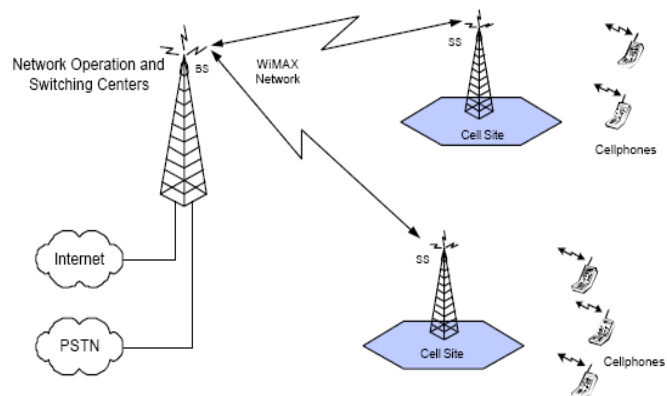 Network Operation and
Switching Centers
BS
WiMAX
Network
SS
Cell Site
Cellphones
Internet
PSTN
SS
Cell Site
Cellphones